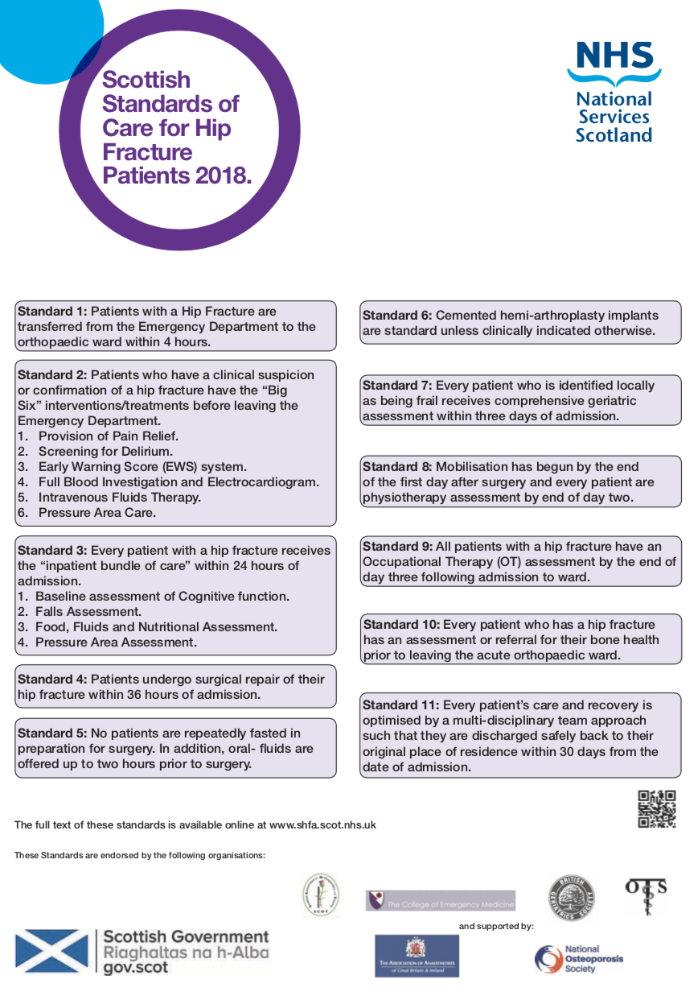 Scottish
Standards of
Care for Hip
Fracture
Patients 2018.
NHS
National
Services
Scotland
Standard 1: Patients with a Hip Fracture are
transferred from the Emergency Department to the
orthopaedic ward within 4 hours.
Standard 2: Patients who have a clinical suspicion
or confirmation of a hip fracture have the “Big
Six” interventions/treatments before leaving the
Emergency Department.
1. Provision of Pain Relief.
2. Screening for Delirium.
3. Early Warning Score (EWS) system.
4. Full Blood Investigation and Electrocardiogram.
5. Intravenous Fluids Therapy.
6. Pressure Area Care.
Standard 3: Every patient with a hip fracture receives
the “inpatient bundle of care” within 24 hours of
admission.
1. Baseline assessment of Cognitive function.
2. Falls Assessment.
3. Food, Fluids and Nutritional Assessment.
4. Pressure Area Assessment.
Standard 4: Patients undergo surgical repair of their
hip fracture within 36 hours of admission.
Standard 5: No patients are repeatedly fasted in
preparation for surgery. In addition, oral- fluids are
offered up to two hours prior to surgery.
Standard 6: Cemented hemi-arthroplasty implants
are standard unless clinically indicated otherwise.
Standard 7: Every patient who is identified locally
as being frail receives comprehensive geriatric
assessment within three days of admission.
Standard 8: Mobilisation has begun by the end
of the first day after surgery and every patient are
physiotherapy assessment by end of day two.
Standard 9: All patients with a hip fracture have an
Occupational Therapy (OT) assessment by the end of
day three following admission to ward.
Standard 10: Every patient who has a hip fracture
has an assessment or referral for their bone health
prior to leaving the acute orthopaedic ward.
Standard 11: Every patient’s care and recovery is
optimised by a multi-disciplinary team approach
such that they are discharged safely back to their
original place of residence within 30 days from the
date of admission.
The full text of these standards is available online at www.shfa.scot.nhs.uk
These Standards are endorsed by the following organisations:
SCOT
The College of Emergency Medicine
BRITISH
GERIATRICS SOCIETY
OTS
and supported by:
Scottish Government
Riaghaltas na h-Alba
gov.scot
THE ASSOCIATION OF ANAESTHETISTS
of Great Britain & Ireland
National
Osteoporosis
Society